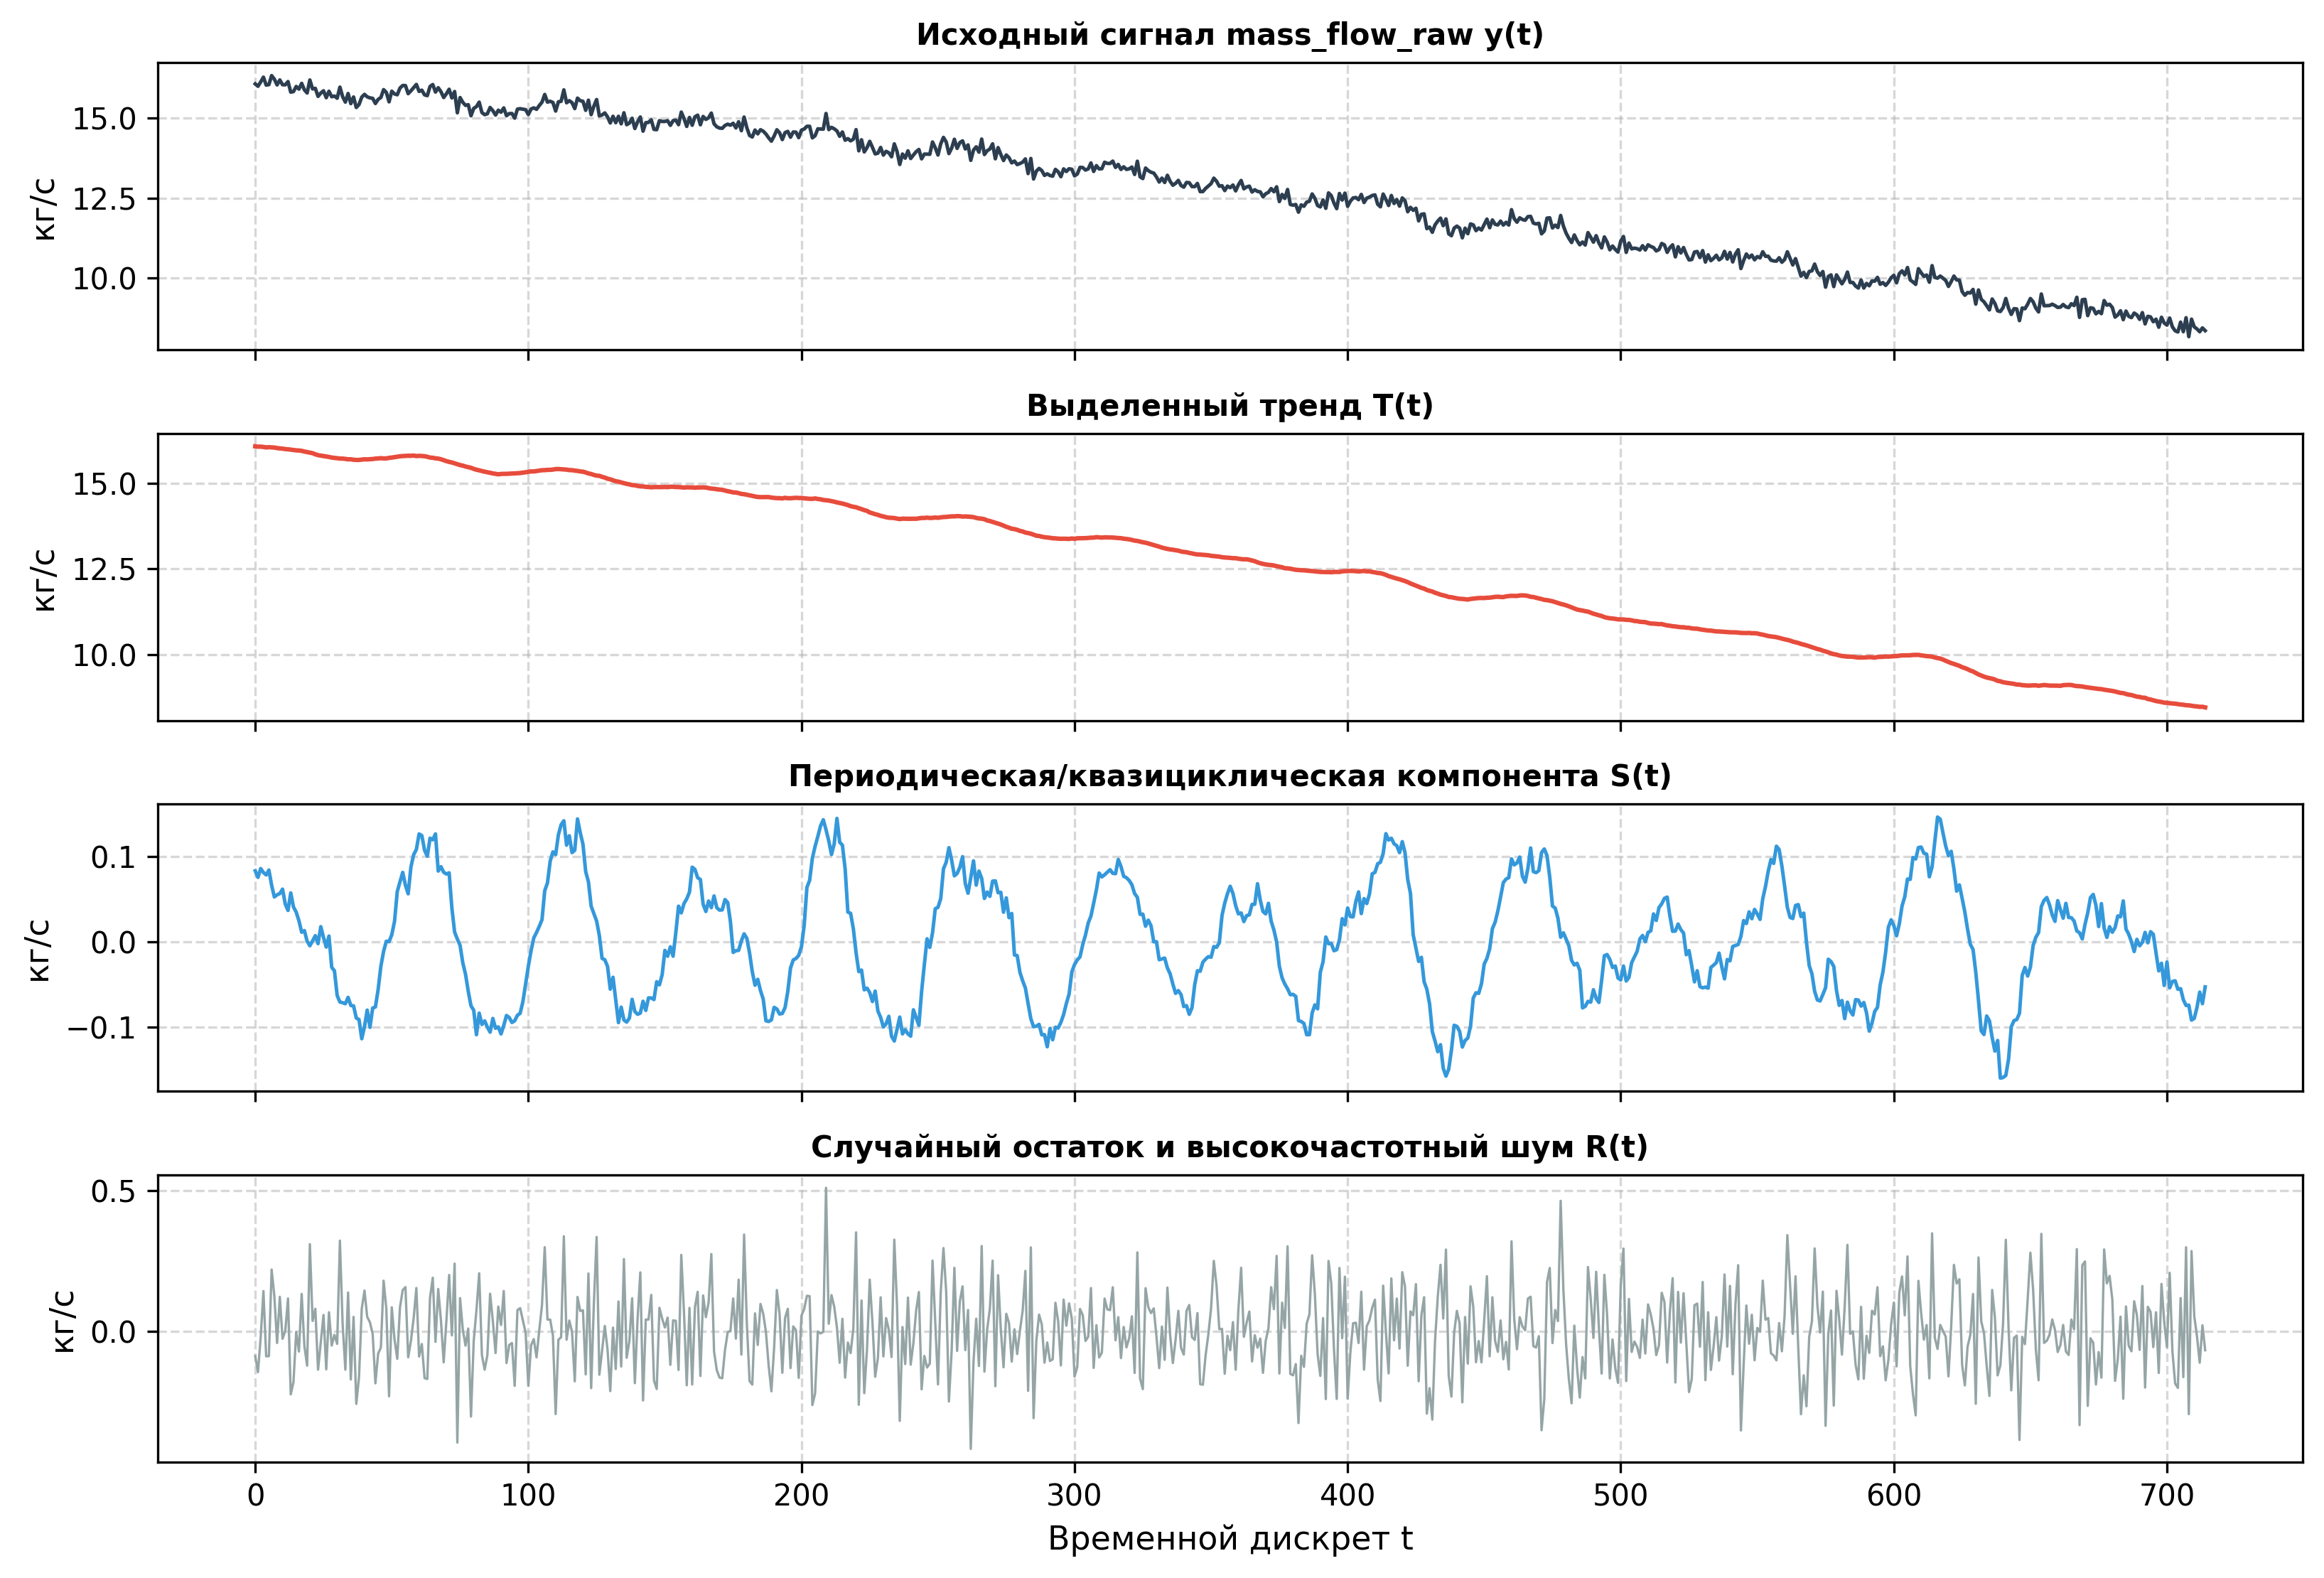 Исходный сигнал mass_flow_raw y(t)
кг/с
15.0
12.5
10.0
Выделенный тренд T(t)
кг/с
15.0
12.5
10.0
Периодическая/квазициклическая компонента S(t)
кг/с
0.1
0.0
−0.1
Случайный остаток и высокочастотный шум R(t)
кг/с
0.5
0.0
0 100 200 300 400 500 600 700
Временной дискрет t